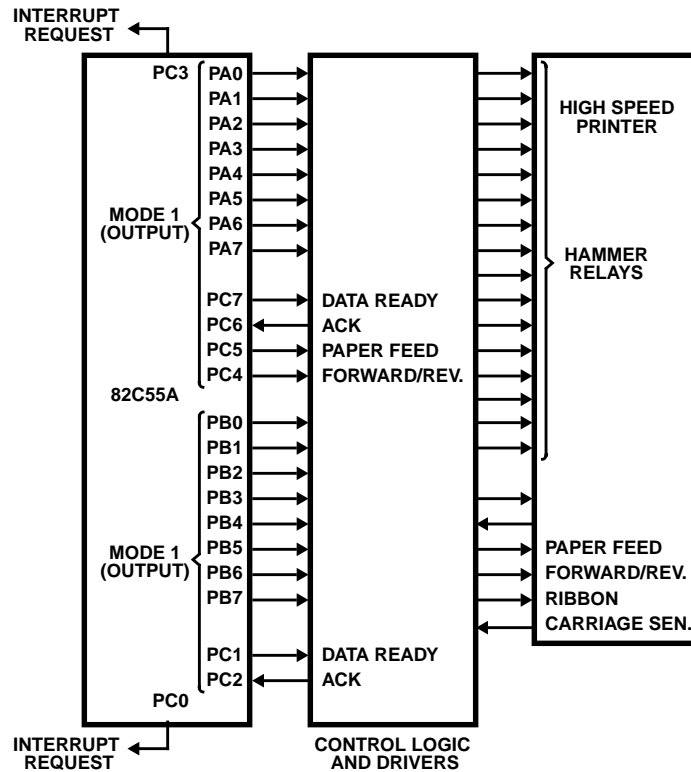 INTERRUPT
REQUEST
PC3
PA0
PA1
PA2
PA3
PA4
PA5
PA6
PA7
MODE 1
(OUTPUT)
PC7
PC6
PC5
PC4
82C55A
PB0
PB1
PB2
PB3
PB4
PB5
PB6
PB7
MODE 1
(OUTPUT)
PC1
PC2
PC0
INTERRUPT
REQUEST
DATA READY
ACK
PAPER FEED
FORWARD/REV.
DATA READY
ACK
CONTROL LOGIC
AND DRIVERS
HIGH SPEED
PRINTER
HAMMER
RELAYS
PAPER FEED
FORWARD/REV.
RIBBON
CARRIAGE SEN.